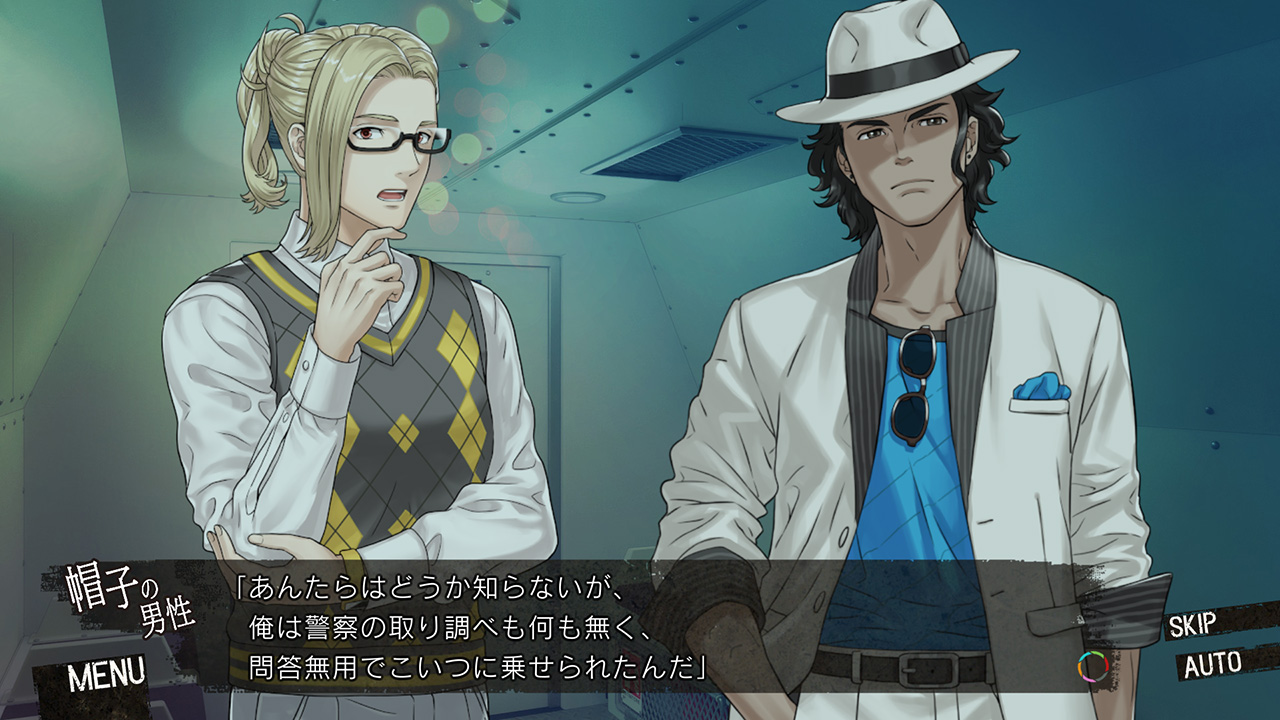 帽子の
男性
「あんたらはどうか知らないが、
俺は警察の取り調べも何も無く、
問答無用でこいつに乗せられたんだ」
MENU
SKIP
AUTO